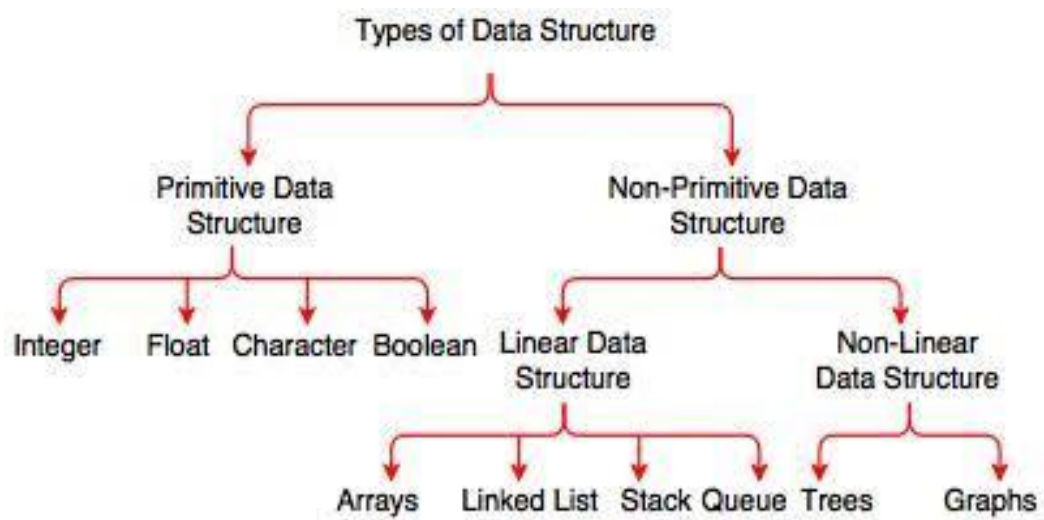 Types of Data Structure
Primitive Data
Structure
Non-Primitive Data
Structure
Integer
Float
Character
Boolean
Linear Data
Structure
Non-Linear
Data Structure
Arrays
Linked List
Stack
Queue
Trees
Graphs